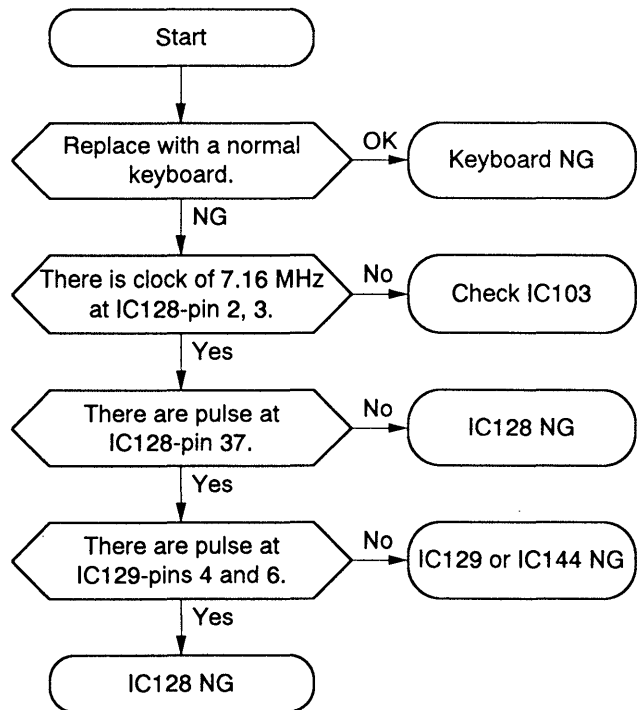 Start
Replace with a normal
keyboard.
OK
Keyboard NG
NG
There is clock of 7.16 MHz
at IC128-pin 2, 3.
No
Check IC103
Yes
There are pulse at
IC128-pin 37.
No
IC128 NG
Yes
There are pulse at
IC129-pins 4 and 6.
No
IC129 or IC144 NG
Yes
IC128 NG